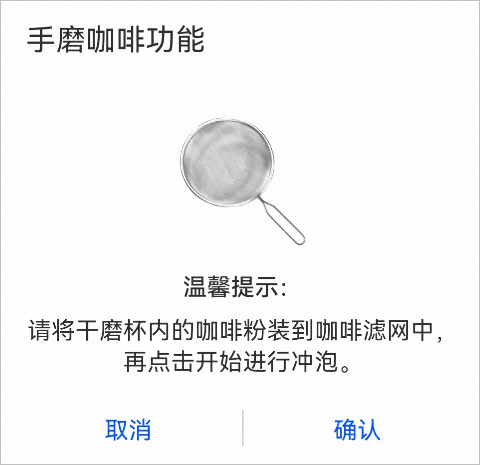 手磨咖啡功能
温馨提示：
请将干磨杯内的咖啡粉装到咖啡滤网中，
再点击开始进行冲泡。
取消
确认